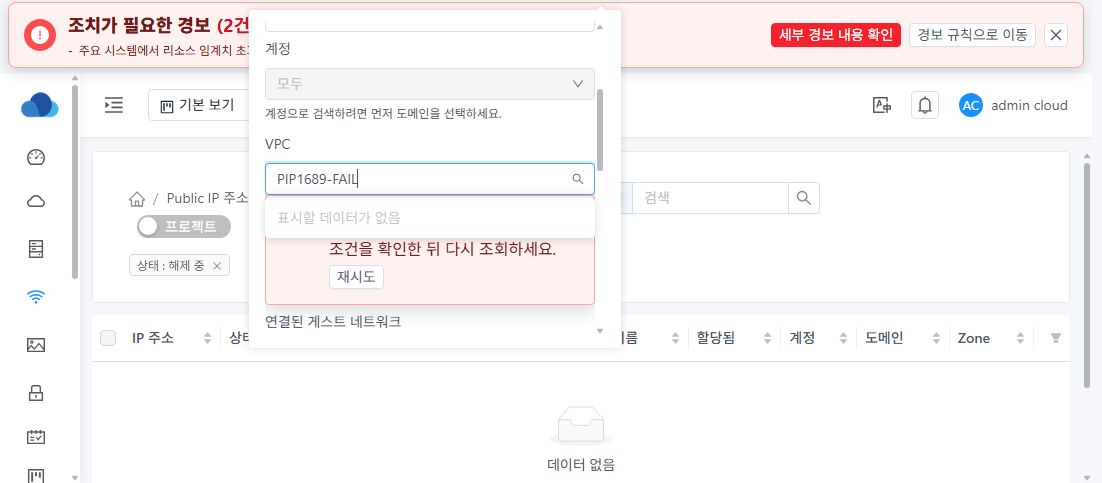 조치가 필요한 경보 (2건
- 주요 시스템에서 리소스 임계치 초
세부 경보 내용 확인
경보 규칙으로 이동
기본 보기
AC
admin cloud
계정
모두
계정으로 검색하려면 먼저 도메인을 선택하세요.
VPC
PIP1689-FAIL
표시할 데이터가 없음
조건을 확인한 뒤 다시 조회하세요.
재시도
연결된 게스트 네트워크
/ Public IP 주소
검색
프로젝트
상태 : 해제 중
IP 주소 상태 이름 할당됨 계정 도메인 Zone
데이터 없음